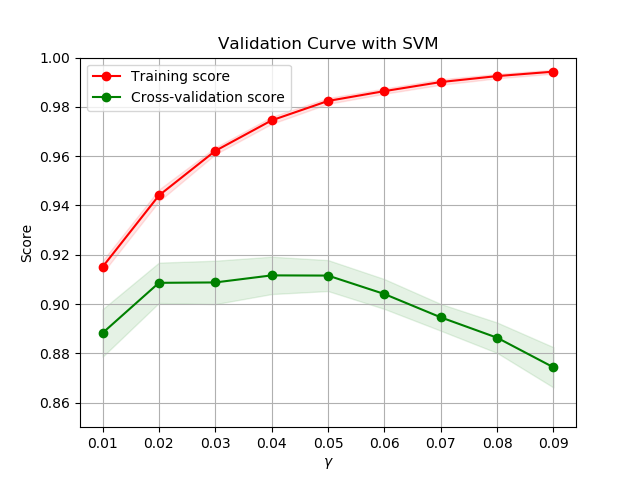 Validation Curve with SVM
Training score
Cross-validation score
Score
1.00
0.98
0.96
0.94
0.92
0.90
0.88
0.86
0.01 0.02 0.03 0.04 0.05 0.06 0.07 0.08 0.09
γ